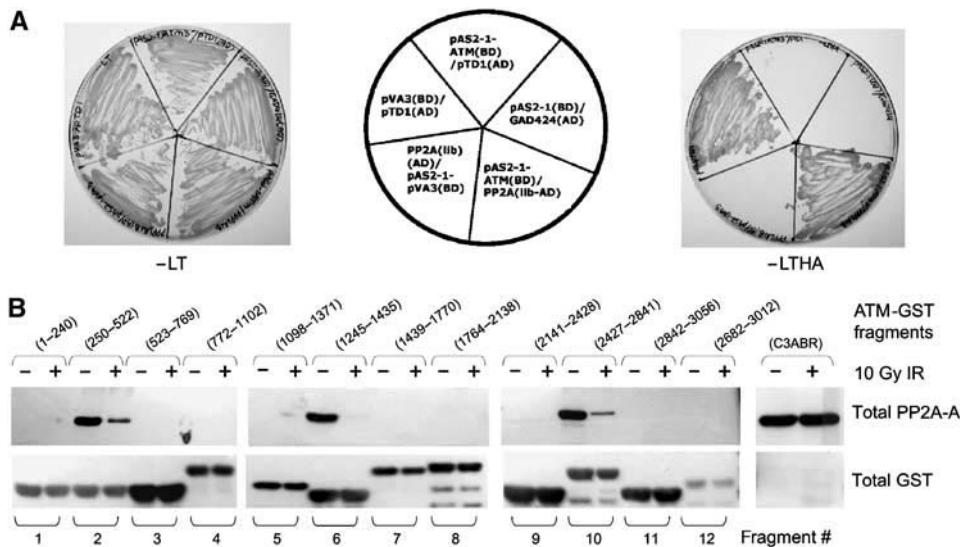 A
-LT
pAS2-1-
ATM(BD)
/pTD1(AD)
pVA3(BD)/
pTD1(AD)
pAS2-1(BD)/
GAD424(AD)
PP2A(lib)
(AD)/
pAS2-1-
pVA3(BD)
pAS2-1-
ATM(BD)/
PP2A(lib-AD)
–LT
–LTHA
B
(1–240) (250–522) (523–769) (772–1102) (1098–1371) (1245–1435) (1439–1770) (1764–2138) (2141–2428) (2427–2841) (2842–3056) (2682–3012) (C3ABR)
ATM-GST
fragments
– + – + – + – + – + – + – + – + – + – + – + – + – + 10 Gy IR
Total PP2A-A
Total GST
1 2 3 4 5 6 7 8 9 10 11 12 Fragment #